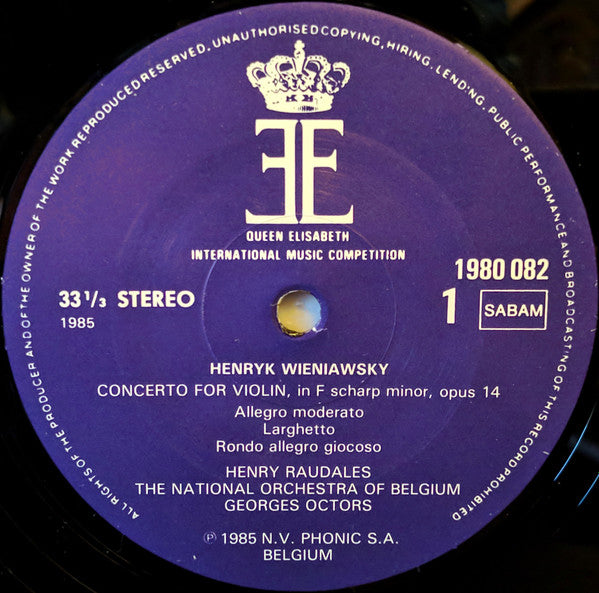 ALL RIGHTS OF THE PRODUCER AND OF THE OWNER OF THE WORK REPRODUCED RESERVED. UNAUTHORISED COPYING, HIRING, LENDING, PUBLIC PERFORMANCE AND BROADCASTING OF THIS RECORD PROHIBITED
EE
QUEEN ELISABETH
INTERNATIONAL MUSIC COMPETITION
33 1/3 STEREO
1985
1980 082
1 SABAM
HENRYK WIENIAWSKY
CONCERTO FOR VIOLIN, in F scharp minor, opus 14
Allegro moderato
Larghetto
Rondo allegro giocoso
HENRY RAUDALES
THE NATIONAL ORCHESTRA OF BELGIUM
GEORGES OCTORS
℗ 1985 N.V. PHONIC S.A.
BELGIUM